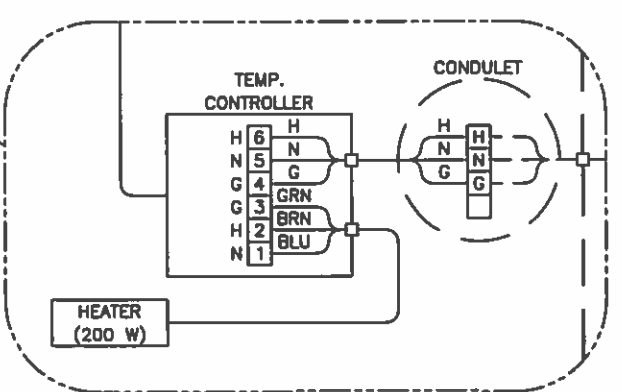 TEMP.
CONTROLLER
CONDULET
H 6 H
N 5 N
G 4 G
G 3 GRN
H 2 BRN
N 1 BLU
H H
N N
G G
HEATER
(200 W)